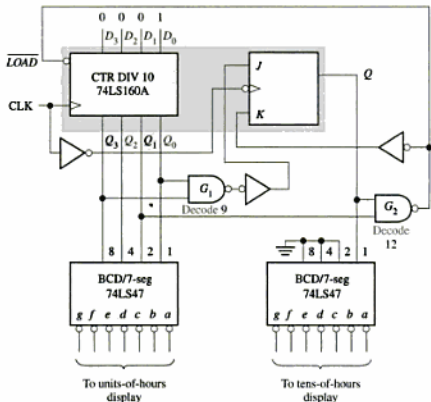 0 0 0 1
D3 D2 D1 D0
LOAD
CTR DIV 10
74LS160A
CLK
J
K
Q
Q3 Q2 Q1 Q0
G1
Decode 9
G2
Decode
12
8 4 2 1
BCD/7-seg
74LS47
g f e d c b a
To units-of-hours
display
8 4 2 1
BCD/7-seg
74LS47
g f e d c b a
To tens-of-hours
display